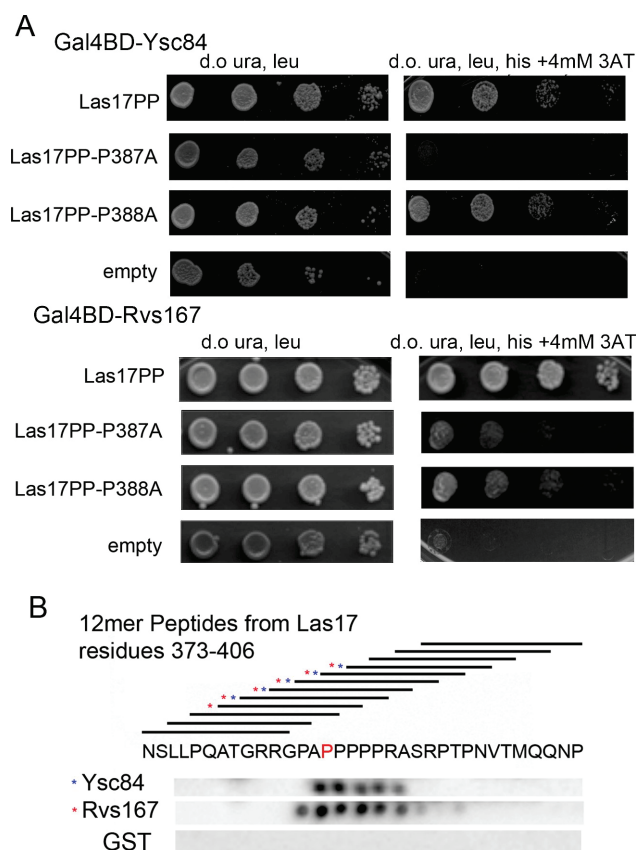 A
Gal4BD-Ysc84
d.o ura, leu
d.o. ura, leu, his +4mM 3AT
Las17PP
Las17PP-P387A
Las17PP-P388A
empty
Gal4BD-Rvs167
d.o ura, leu
d.o. ura, leu, his +4mM 3AT
Las17PP
Las17PP-P387A
Las17PP-P388A
empty
B
12mer Peptides from Las17
residues 373-406
* *
* *
* *
* *
* *
*
NSLLPQATGRRGPAPPPPPRASRPTPNVTMQQNP
* Ysc84
* Rvs167
GST